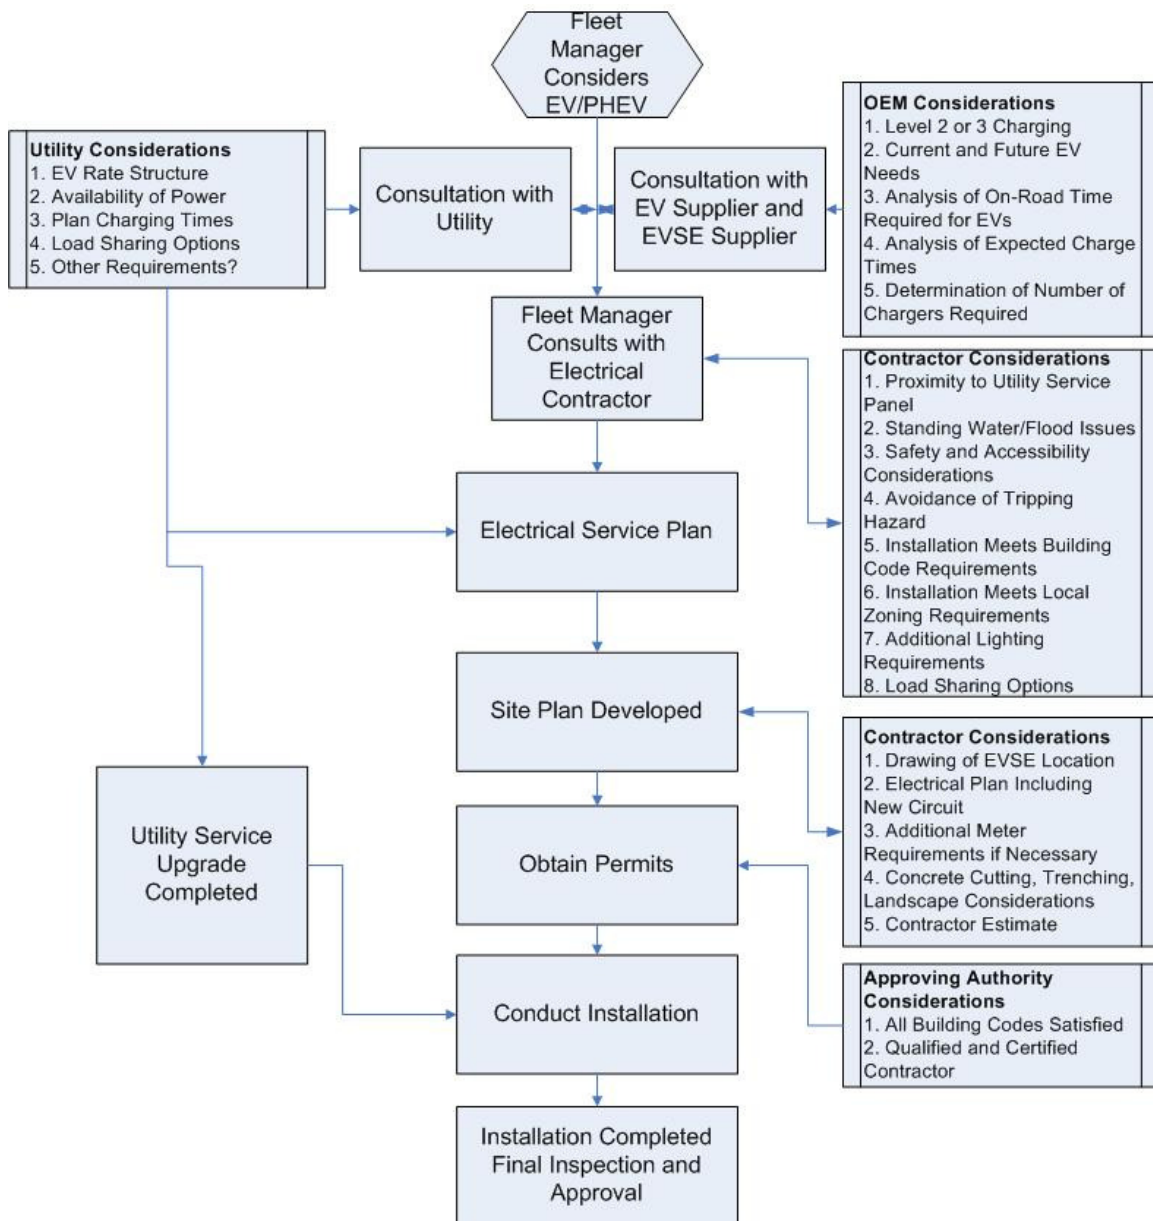 Fleet
Manager
Considers
EV/PHEV
Utility Considerations
1. EV Rate Structure
2. Availability of Power
3. Plan Charging Times
4. Load Sharing Options
5. Other Requirements?
Consultation with
Utility
Consultation with
EV Supplier and
EVSE Supplier
OEM Considerations
1. Level 2 or 3 Charging
2. Current and Future EV
Needs
3. Analysis of On-Road Time
Required for EVs
4. Analysis of Expected Charge
Times
5. Determination of Number of
Chargers Required
Fleet Manager
Consults with
Electrical
Contractor
Contractor Considerations
1. Proximity to Utility Service
Panel
2. Standing Water/Flood Issues
3. Safety and Accessibility
Considerations
4. Avoidance of Tripping
Hazard
5. Installation Meets Building
Code Requirements
6. Installation Meets Local
Zoning Requirements
7. Additional Lighting
Requirements
8. Load Sharing Options
Electrical Service Plan
Site Plan Developed
Contractor Considerations
1. Drawing of EVSE Location
2. Electrical Plan Including
New Circuit
3. Additional Meter
Requirements if Necessary
4. Concrete Cutting, Trenching,
Landscape Considerations
5. Contractor Estimate
Utility Service
Upgrade
Completed
Obtain Permits
Approving Authority
Considerations
1. All Building Codes Satisfied
2. Qualified and Certified
Contractor
Conduct Installation
Installation Completed
Final Inspection and
Approval